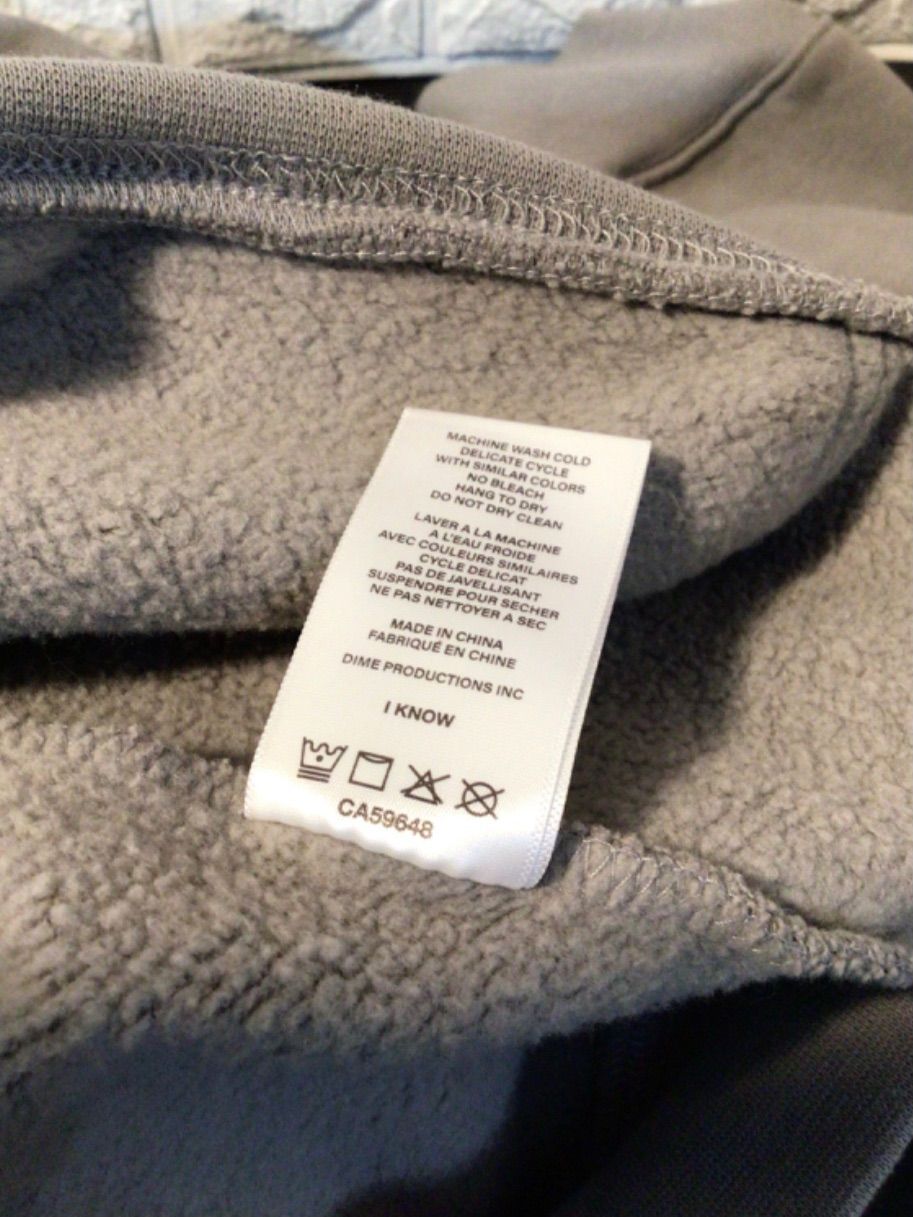 MACHINE WASH COLD
DELICATE CYCLE
WITH SIMILAR COLORS
NO BLEACH
HANG TO DRY
DO NOT DRY CLEAN
LAVER A LA MACHINE
A L'EAU FROIDE
AVEC COULEURS SIMILAIRES
CYCLE DELICAT
PAS DE JAVELLISANT
SUSPENDRE POUR SECHER
NE PAS NETTOYER A SEC
MADE IN CHINA
FABRIQUÉ EN CHINE
DIME PRODUCTIONS INC
I KNOW
CA59648